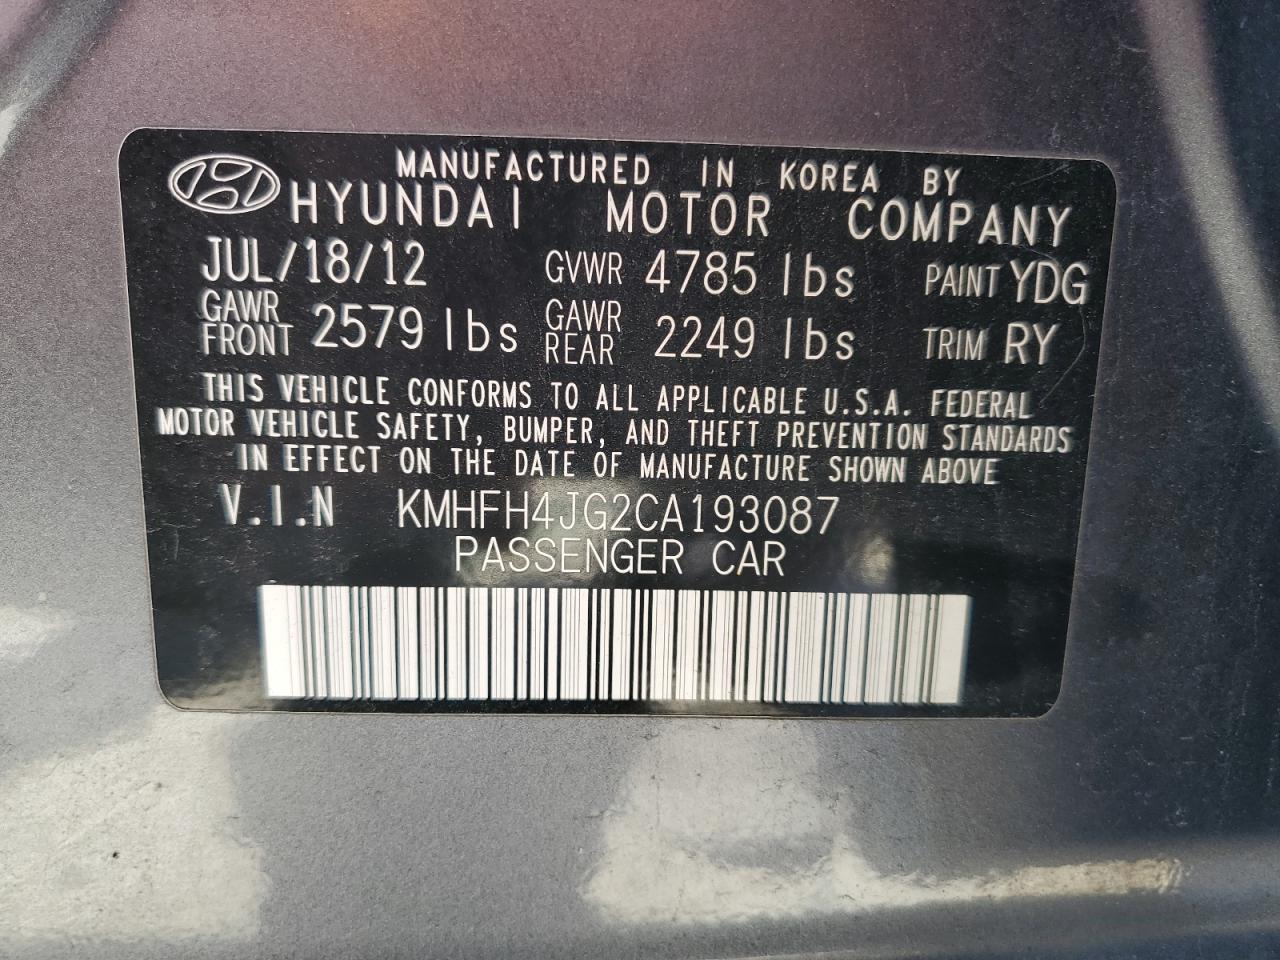 MANUFACTURED IN KOREA BY
HYUNDAI MOTOR COMPANY
JUL/18/12 GVWR 4785 lbs PAINT YDG
GAWR FRONT 2579 lbs GAWR REAR 2249 lbs TRIM RY
THIS VEHICLE CONFORMS TO ALL APPLICABLE U.S.A. FEDERAL
MOTOR VEHICLE SAFETY, BUMPER, AND THEFT PREVENTION STANDARDS
IN EFFECT ON THE DATE OF MANUFACTURE SHOWN ABOVE
V.I.N KMHFH4JG2CA193087
PASSENGER CAR